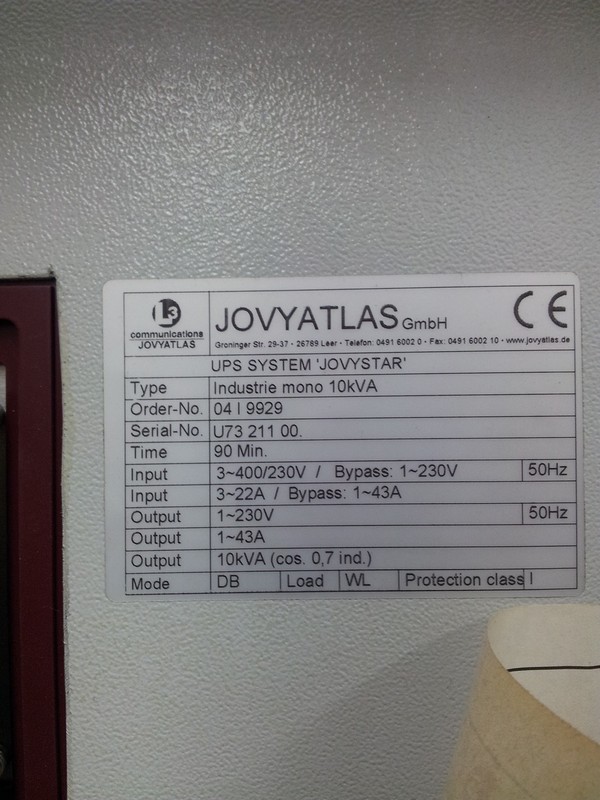 L3
communications
JOVYATLAS
JOVYATLAS GmbH CE
Groninger Str. 29-37 · 26789 Leer · Telefon: 0491 6002 0 · Fax: 0491 6002 10 · www.jovyatlas.de
UPS SYSTEM 'JOVYSTAR'
Type Industrie mono 10kVA
Order-No. 04 I 9929
Serial-No. U73 211 00.
Time 90 Min.
Input 3~400/230V / Bypass: 1~230V 50Hz
Input 3~22A / Bypass: 1~43A
Output 1~230V 50Hz
Output 1~43A
Output 10kVA (cos. 0,7 ind.)
Mode DB Load WL Protection class I